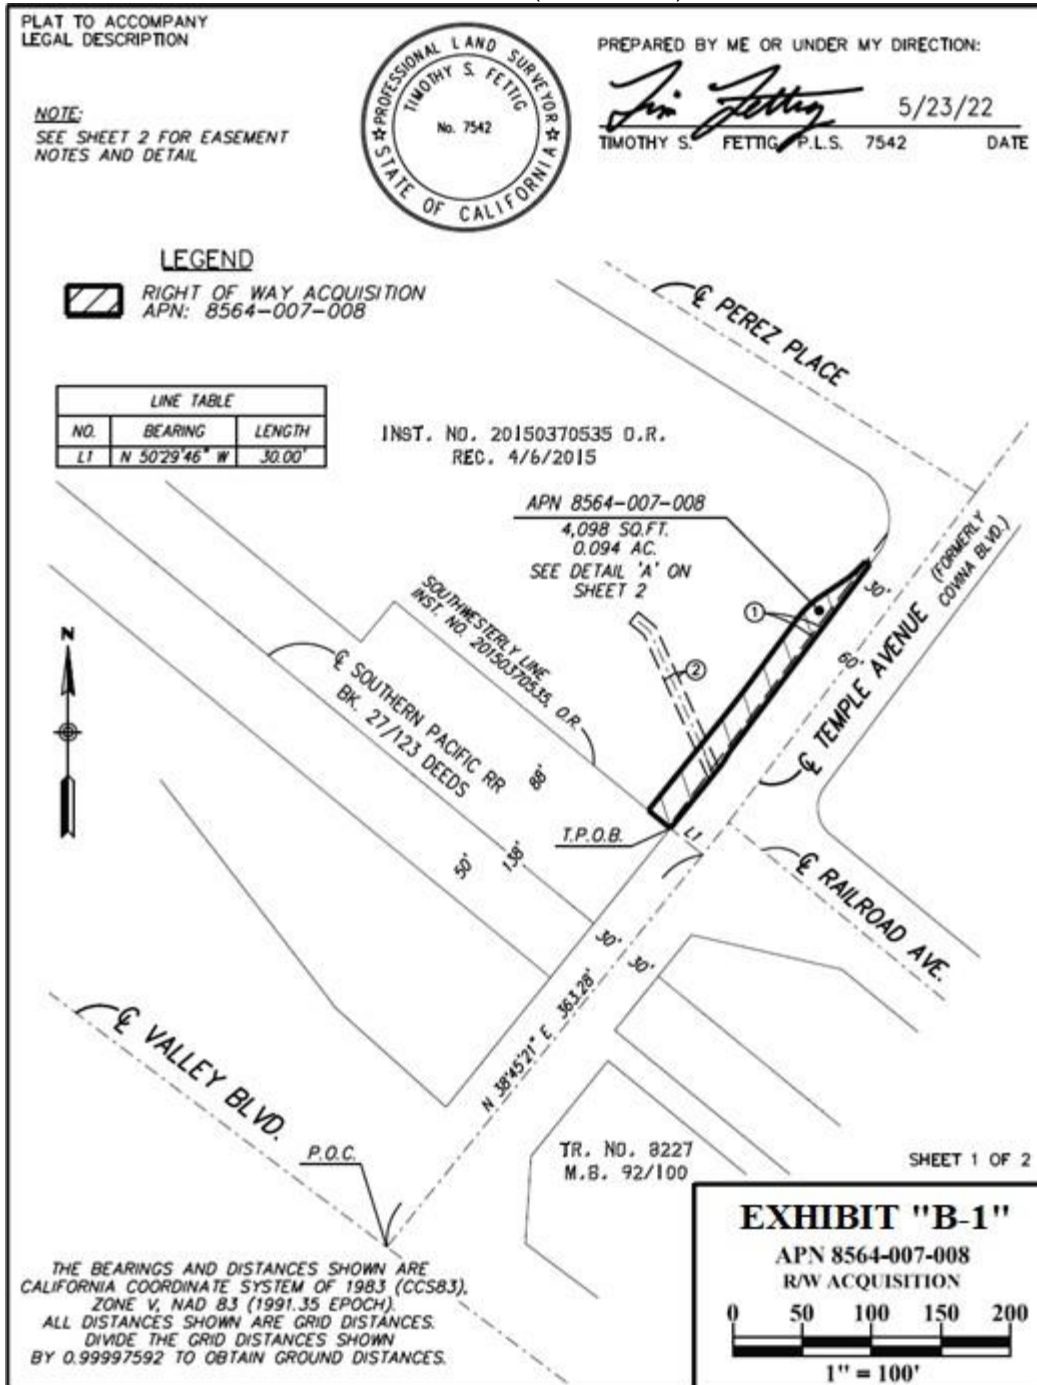 PLAT TO ACCOMPANY
LEGAL DESCRIPTION
NOTE:
SEE SHEET 2 FOR EASEMENT
NOTES AND DETAIL
PROFESSIONAL LAND SURVEYOR
TIMOTHY S. FETTIG
No. 7542
STATE OF CALIFORNIA
PREPARED BY ME OR UNDER MY DIRECTION:
Tim Fettig 5/23/22
TIMOTHY S. FETTIG P.L.S. 7542 DATE
LEGEND
RIGHT OF WAY ACQUISITION
APN: 8564-007-008
LINE TABLE
NO. BEARING LENGTH
L1 N 50°29'46" W 30.00'
INST. NO. 20150370535 O.R.
REC. 4/6/2015
℄ PEREZ PLACE
APN 8564-007-008
4,098 SQ.FT.
0.094 AC.
SEE DETAIL 'A' ON
SHEET 2
(FORMERLY
COVINA BLVD.)
℄ TEMPLE AVENUE
30'
60'
1
2
SOUTHWESTERLY LINE
INST. NO. 20150370535, O.R.
N
℄ SOUTHERN PACIFIC RR
BK. 27/123 DEEDS
88'
138'
50'
T.P.O.B.
L1
℄ RAILROAD AVE.
30'
30'
N 38°45'21" E 363.28'
℄ VALLEY BLVD.
P.O.C.
TR. NO. 8227
M.B. 92/100
SHEET 1 OF 2
THE BEARINGS AND DISTANCES SHOWN ARE
CALIFORNIA COORDINATE SYSTEM OF 1983 (CCS83),
ZONE V, NAD 83 (1991.35 EPOCH).
ALL DISTANCES SHOWN ARE GRID DISTANCES.
DIVIDE THE GRID DISTANCES SHOWN
BY 0.99997592 TO OBTAIN GROUND DISTANCES.
EXHIBIT "B-1"
APN 8564-007-008
R/W ACQUISITION
0 50 100 150 200
1" = 100'